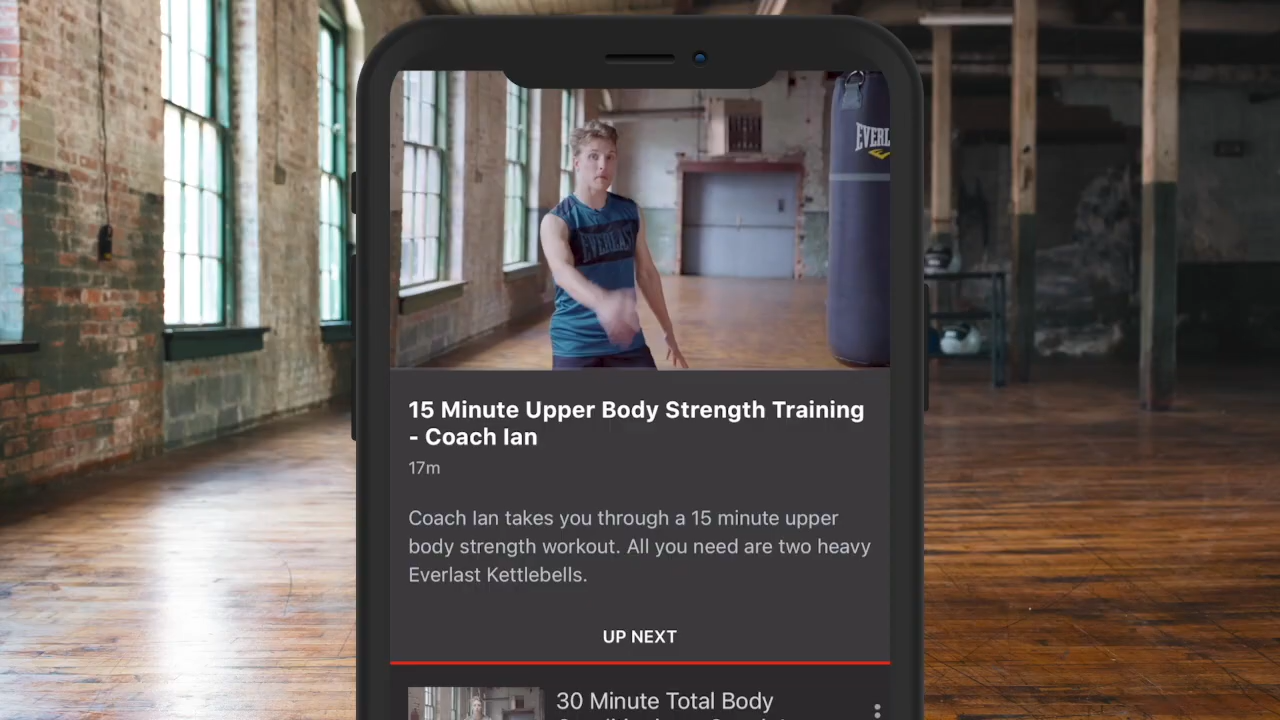 EVERL
EVERLAST
15 Minute Upper Body Strength Training
- Coach Ian
17m
Coach Ian takes you through a 15 minute upper
body strength workout. All you need are two heavy
Everlast Kettlebells.
UP NEXT
30 Minute Total Body